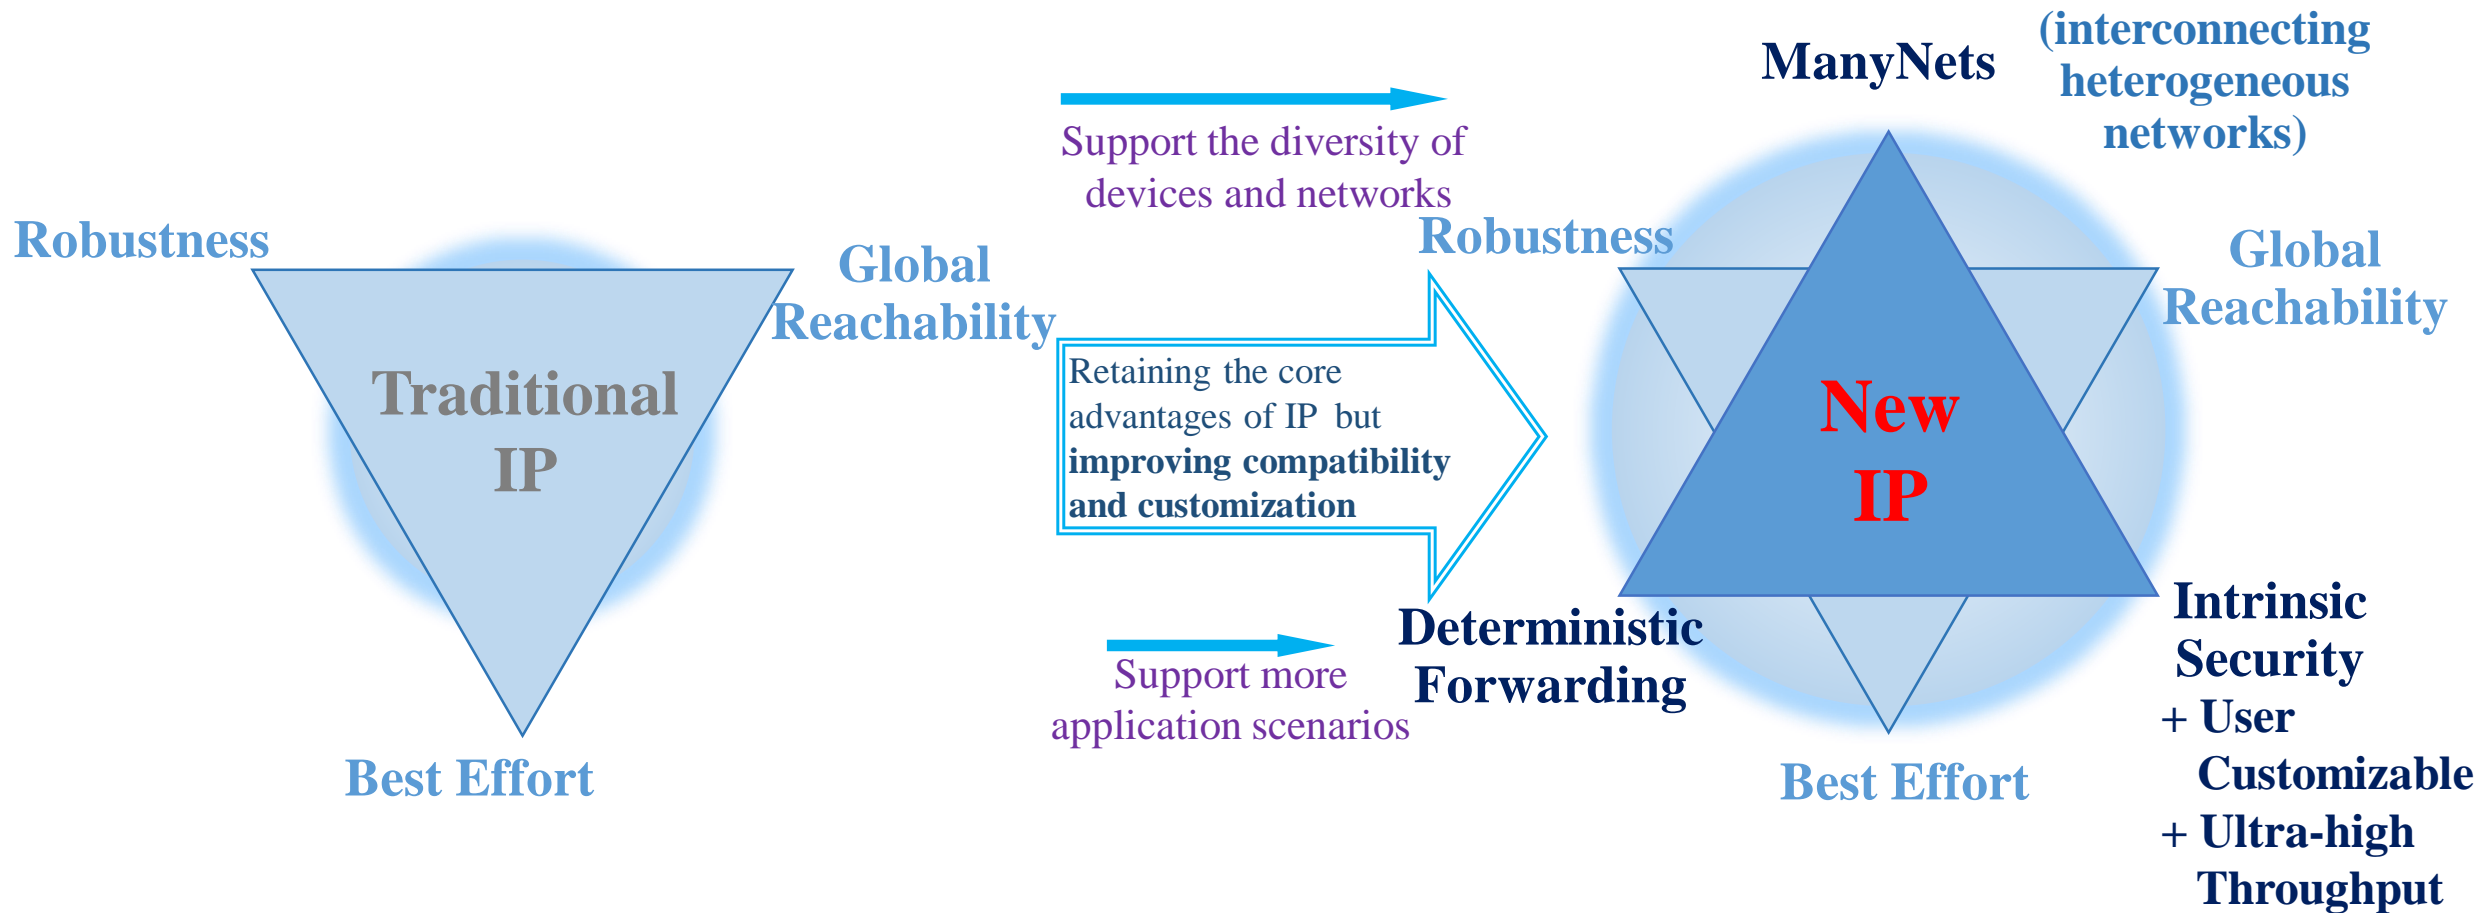 Robustness
Global
Reachability
Traditional
IP
Best Effort
Support the diversity of
devices and networks
Retaining the core
advantages of IP but
improving compatibility
and customization
Support more
application scenarios
ManyNets
(interconnecting
heterogeneous
networks)
Robustness
Global
Reachability
New
IP
Deterministic
Forwarding
Intrinsic
Security
+ User
Customizable
+ Ultra-high
Throughput
Best Effort